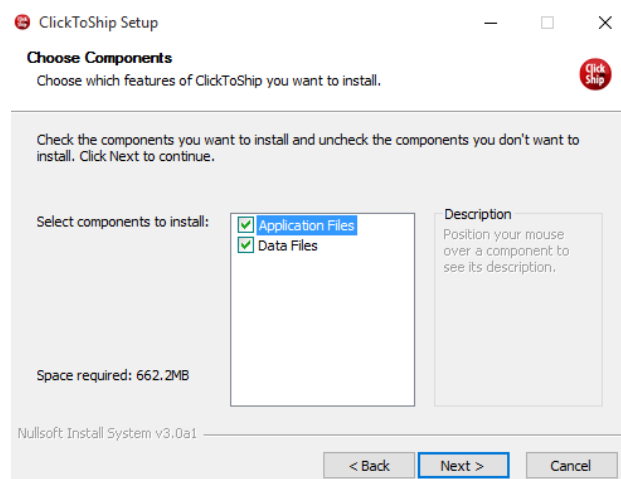 ClickToShip Setup
Choose Components
Choose which features of ClickToShip you want to install.
Click
Ship
Check the components you want to install and uncheck the components you don't want to
install. Click Next to continue.
Select components to install:
Application Files
Data Files
Description
Position your mouse
over a component to
see its description.
Space required: 662.2MB
Nullsoft Install System v3.0a1
< Back
Next >
Cancel